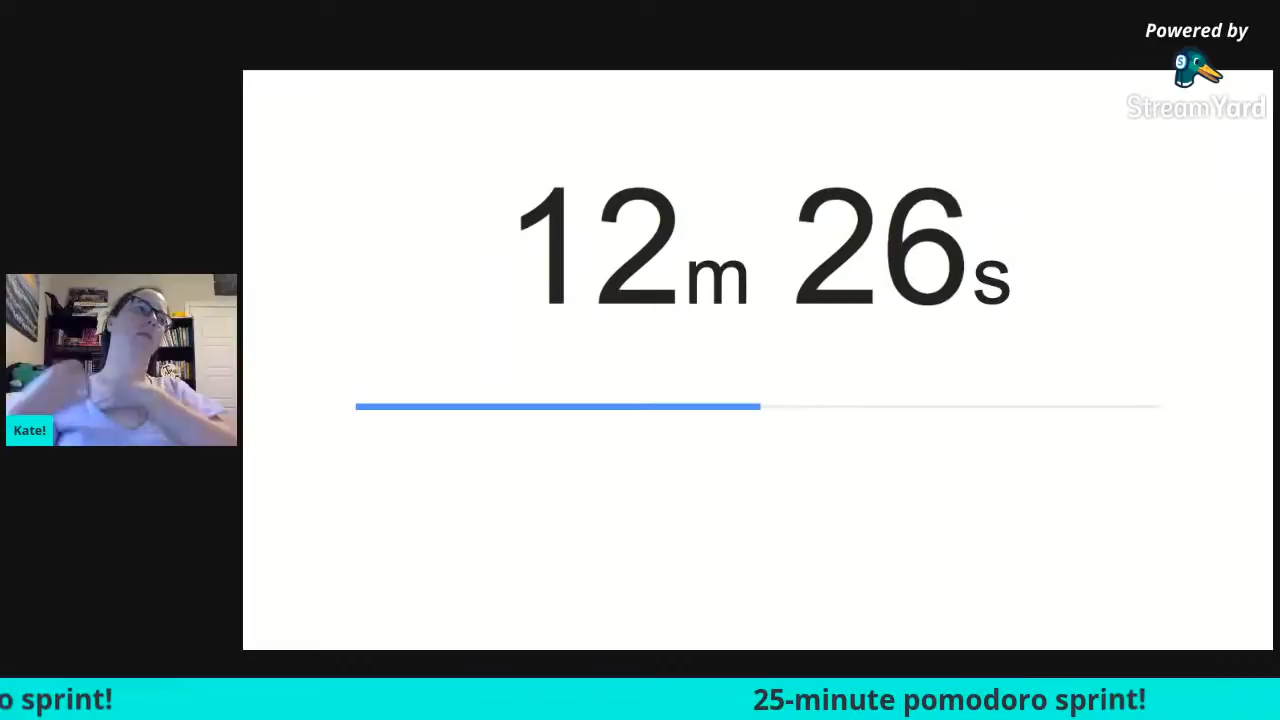 Powered by
StreamYard
12m 26s
Kate!
o sprint!
25-minute pomodoro sprint!